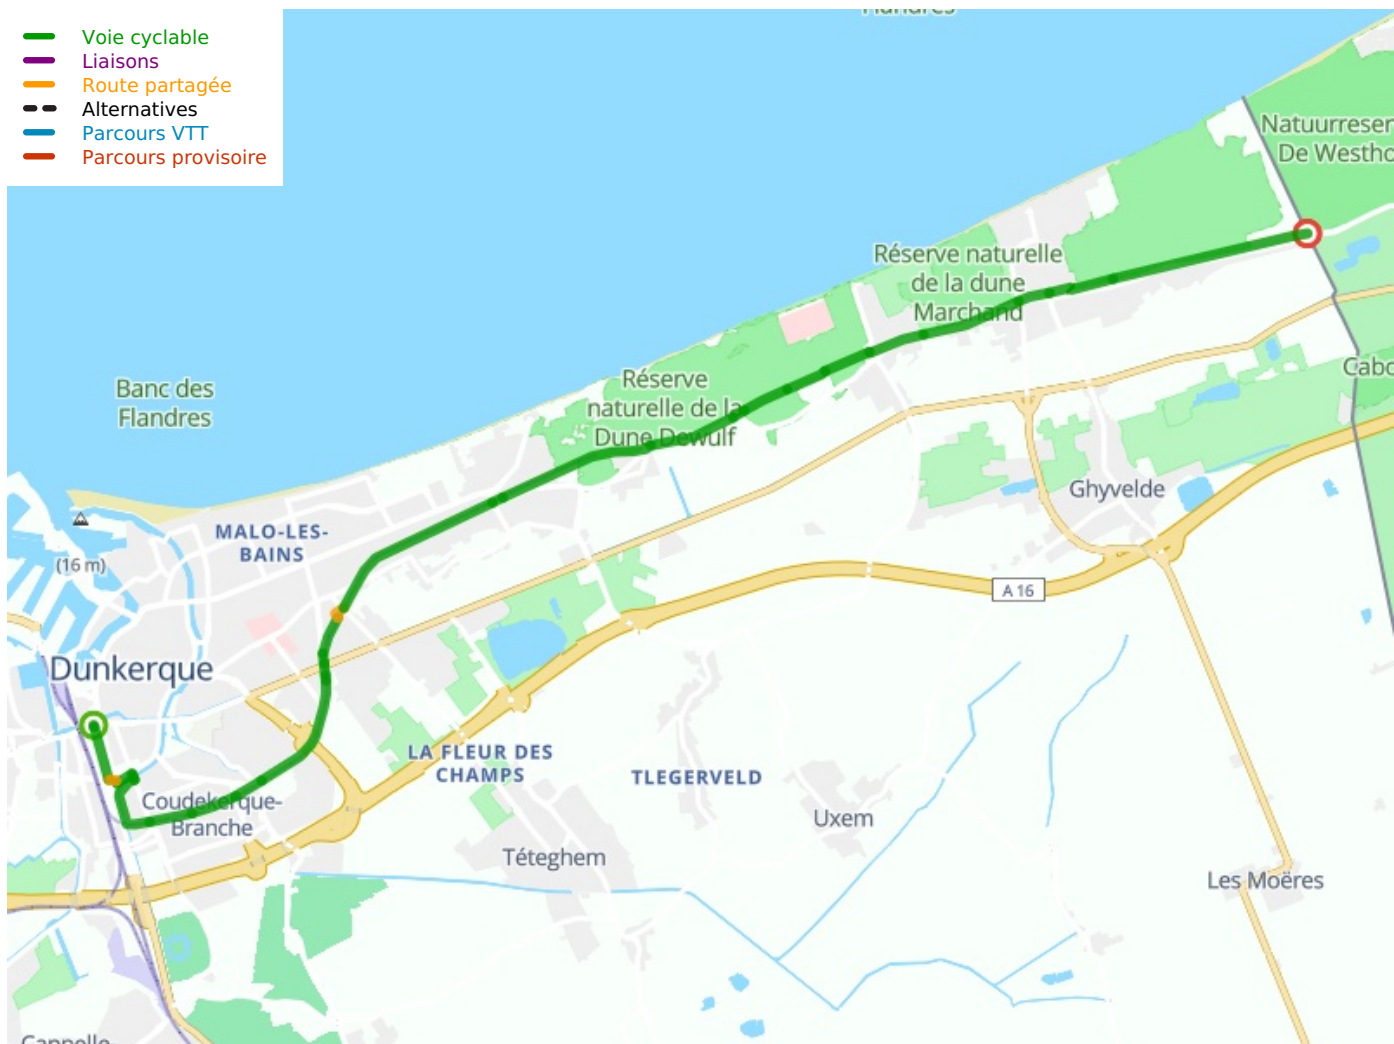 Voie cyclable
Liaisons
Route partagée
Alternatives
Parcours VTT
Parcours provisoire
Natuurreser
De Westho
Réserve naturelle
de la dune
Marchand
Banc des
Flandres
Réserve
naturelle de la
Dune Dewulf
Cabo
Ghyvelde
MALO-LES-
BAINS
(16 m)
A 16
Dunkerque
LA FLEUR DES
CHAMPS
TLEGERVELD
Coudekerque-
Branche
Uxem
Téteghem
Les Moëres